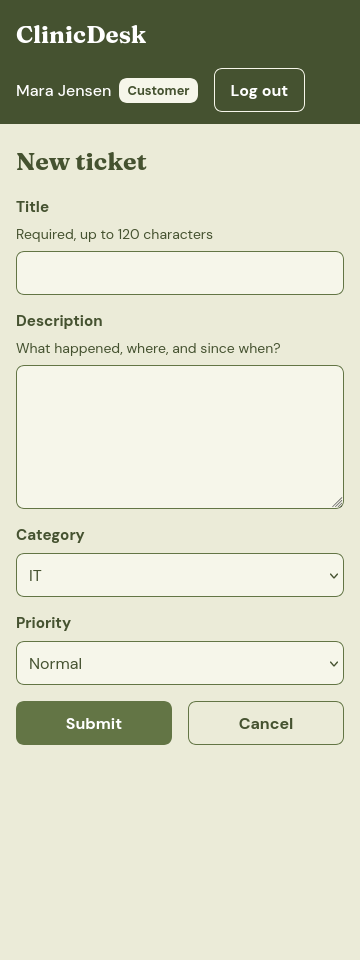 ClinicDesk
Mara Jensen Customer Log out
New ticket
Title
Required, up to 120 characters
Description
What happened, where, and since when?
Category
IT
Priority
Normal
Submit Cancel